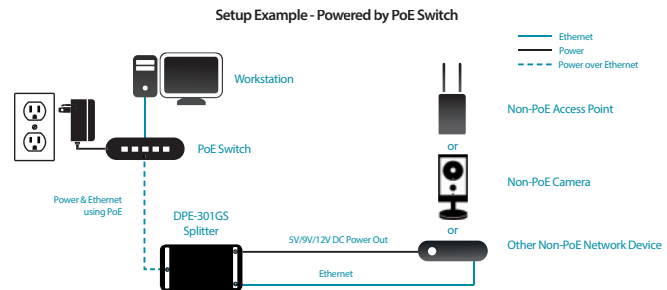 Setup Example - Powered by PoE Switch
Ethernet
Power
Power over Ethernet
Workstation
Non-PoE Access Point
PoE Switch
or
Non-PoE Camera
Power & Ethernet
using PoE
DPE-301GS
Splitter
or
5V/9V/12V DC Power Out
Other Non-PoE Network Device
Ethernet